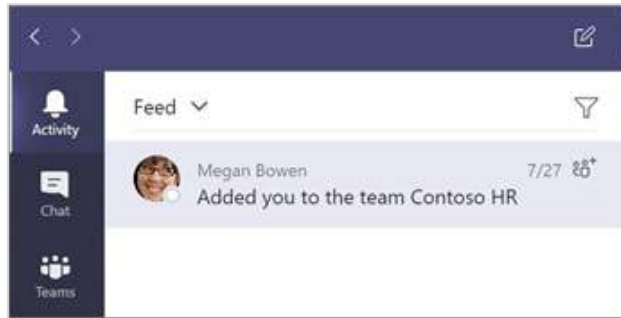 Activity
Feed
Megan Bowen 7/27
Added you to the team Contoso HR
Chat
Teams